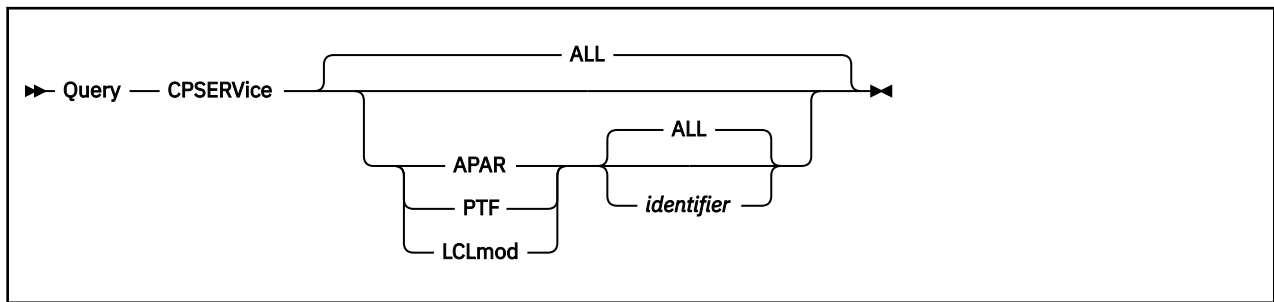 ALL
Query CPSERVice
ALL
APAR
PTF
identifier
LCLmod